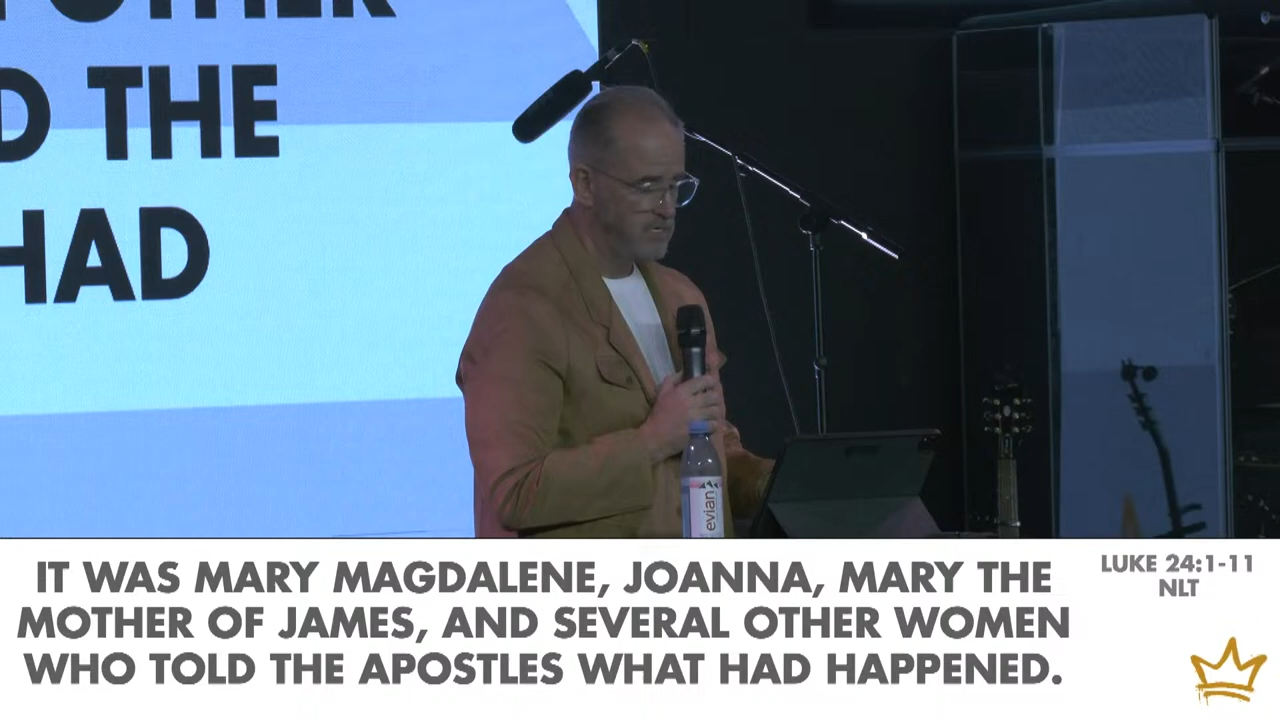 OTHER
D THE
HAD
evian
IT WAS MARY MAGDALENE, JOANNA, MARY THE
MOTHER OF JAMES, AND SEVERAL OTHER WOMEN
WHO TOLD THE APOSTLES WHAT HAD HAPPENED.
LUKE 24:1-11
NLT